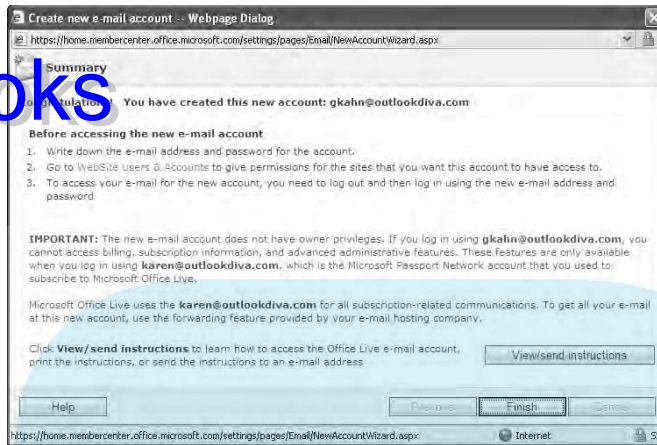 Create new e-mail account -- Webpage Dialog
https://home.membercenter.office.microsoft.com/settings/pages/Email/NewAccountWizard.aspx
Summary
oks
Congratulations! You have created this new account: gkahn@outlookdiva.com
Before accessing the new e-mail account
1. Write down the e-mail address and password for the account.
2. Go to WebSite users & Accounts to give permissions for the sites that you want this account to have access to.
3. To access your e-mail for the new account, you need to log out and then log in using the new e-mail address and
password
IMPORTANT: The new e-mail account does not have owner privileges. If you log in using gkahn@outlookdiva.com, you
cannot access billing, subscription information, and advanced administrative features. These features are only available
when you log in using karen@outlookdiva.com, which is the Microsoft Passport Network account that you used to
subscribe to Microsoft Office Live.
Microsoft Office Live uses the karen@outlookdiva.com for all subscription-related communications. To get all your e-mail
at this new account, use the forwarding feature provided by your e-mail hosting company.
Click View/send instructions to learn how to access the Office Live e-mail account,
print the instructions, or send the instructions to an e-mail address
View/send instructions
Help
Previous
Finish
Cancel
https://home.membercenter.office.microsoft.com/settings/pages/Email/NewAccountWizard.aspx
Internet
S